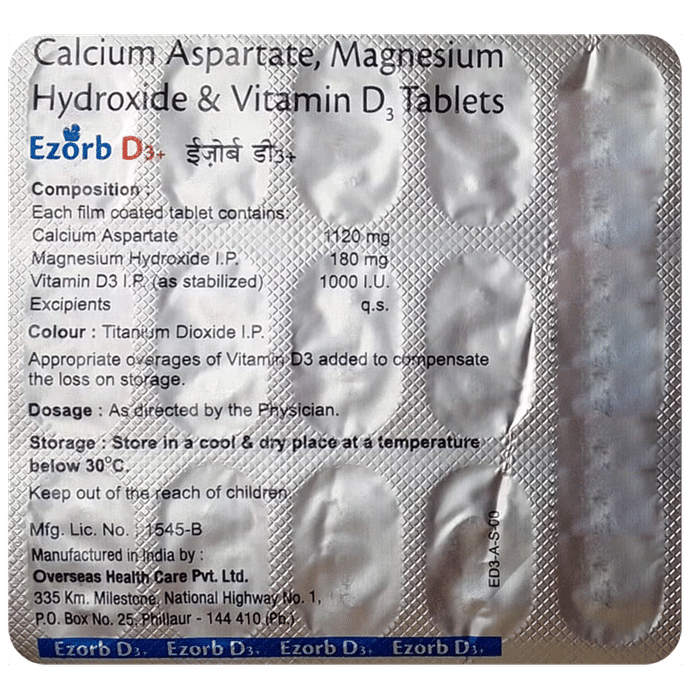 Calcium Aspartate, Magnesium
Hydroxide & Vitamin D3 Tablets
Ezorb D3+ ईज़ोर्ब डी3+
Composition :
Each film coated tablet contains:
Calcium Aspartate 1120 mg
Magnesium Hydroxide I.P. 180 mg
Vitamin D3 I.P. (as stabilized) 1000 I.U.
Excipients q.s.
Colour : Titanium Dioxide I.P.
Appropriate overages of Vitamin D3 added to compensate
the loss on storage.
Dosage : As directed by the Physician.
Storage : Store in a cool & dry place at a temperature
below 30°C.
Keep out of the reach of children.
Mfg. Lic. No. : 1545-B
Manufactured in India by :
Overseas Health Care Pvt. Ltd.
335 Km. Milestone, National Highway No. 1,
P.O. Box No. 25, Phillaur - 144 410 (Pb.)
ED3-A-S-00
Ezorb D3+ Ezorb D3+ Ezorb D3+ Ezorb D3+